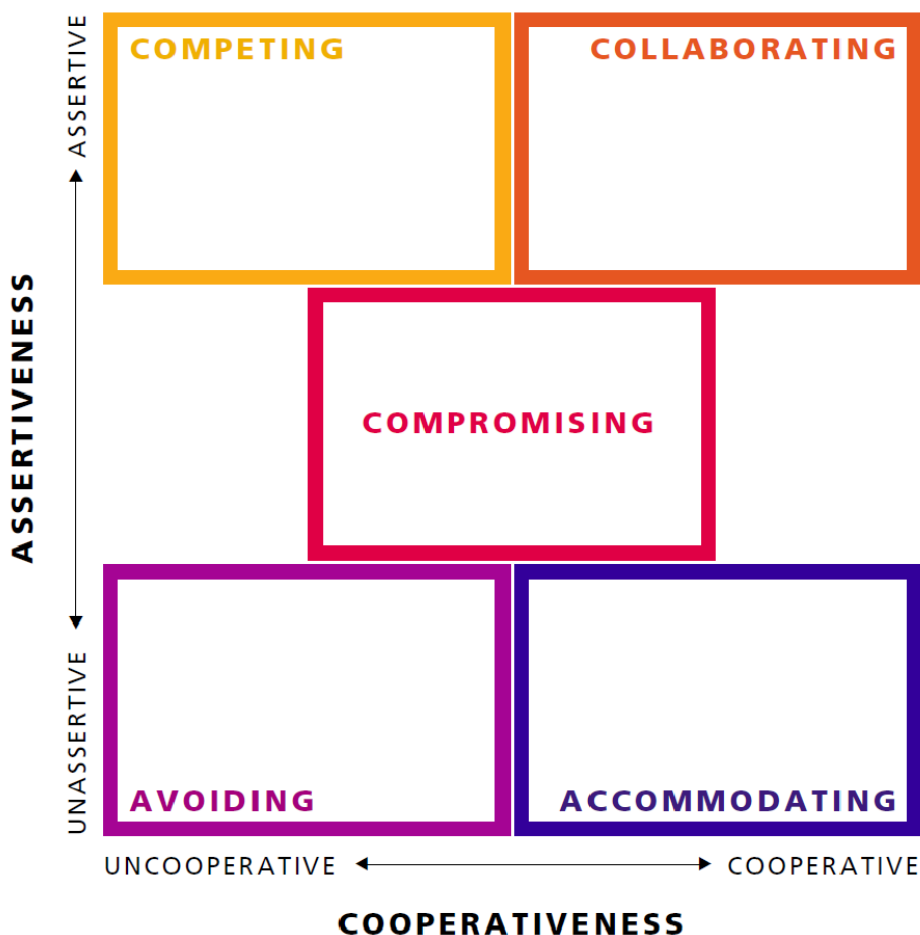 ASSERTIVENESS
ASSERTIVE
UNASSERTIVE
COMPETING
COLLABORATING
COMPROMISING
AVOIDING
ACCOMMODATING
UNCOOPERATIVE
COOPERATIVE
COOPERATIVENESS